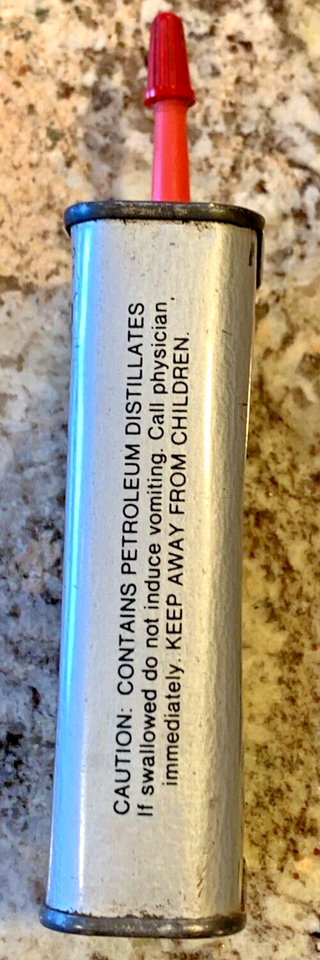 CAUTION: CONTAINS PETROLEUM DISTILLATES
If swallowed do not induce vomiting. Call physician
immediately. KEEP AWAY FROM CHILDREN.